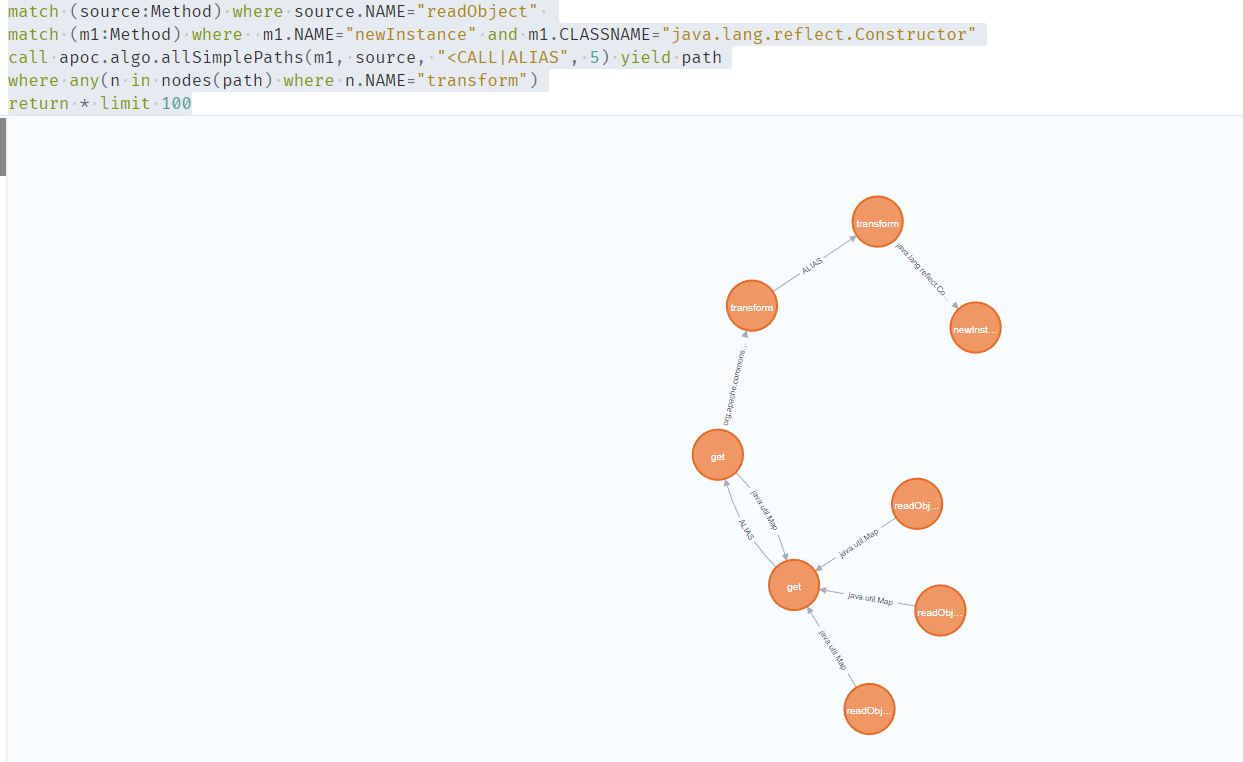 match (source:Method) where source.NAME="readObject"
match (m1:Method) where  m1.NAME="newInstance" and m1.CLASSNAME="java.lang.reflect.Constructor"
call apoc.algo.allSimplePaths(m1, source, "<CALL|ALIAS", 5) yield path
where any(n in nodes(path) where n.NAME="transform")
return * limit 100
transform
ALIAS
java.lang.reflect.Co...
transform
newInst...
org.apache.commons...
get
java.util.Map
ALIAS
readObj...
java.util.Map
get
java.util.Map
readObj...
java.util.Map
readObj...